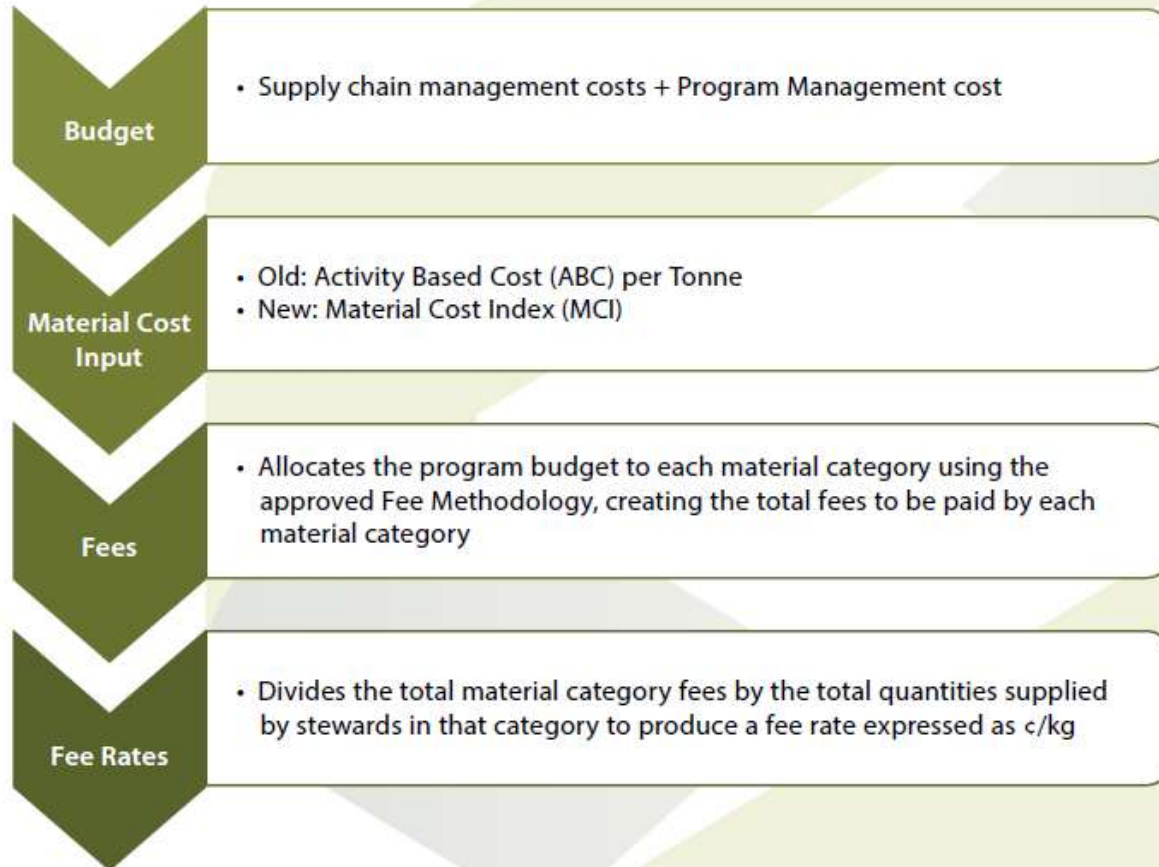 Budget
• Supply chain management costs + Program Management cost
Material Cost
Input
• Old: Activity Based Cost (ABC) per Tonne
• New: Material Cost Index (MCI)
Fees
• Allocates the program budget to each material category using the
approved Fee Methodology, creating the total fees to be paid by each
material category
Fee Rates
• Divides the total material category fees by the total quantities supplied
by stewards in that category to produce a fee rate expressed as ¢/kg